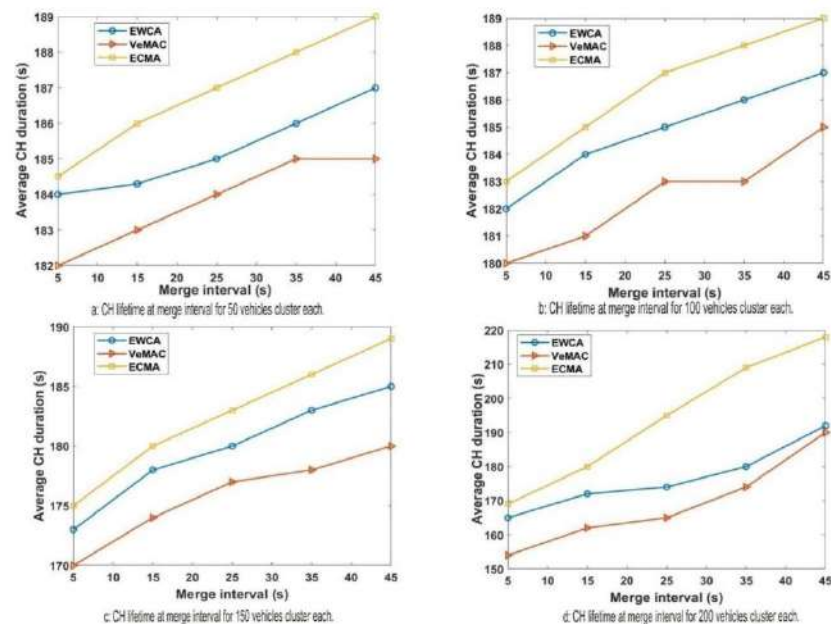 189
188
187
186
185
184
183
182
Average CH duration (s)
EWCA
VeMAC
ECMA
5 10 15 20 25 30 35 40 45
Merge interval (s)
a: CH lifetime at merge interval for 50 vehicles cluster each.
189
188
187
186
185
184
183
182
181
180
Average CH duration (s)
EWCA
VeMAC
ECMA
5 10 15 20 25 30 35 40 45
Merge interval (s)
b: CH lifetime at merge interval for 100 vehicles cluster each.
190
185
180
175
170
Average CH duration (s)
EWCA
VeMAC
ECMA
5 10 15 20 25 30 35 40 45
Merge interval (s)
c: CH lifetime at merge interval for 150 vehicles cluster each.
220
210
200
190
180
170
160
150
Average CH duration (s)
EWCA
VeMAC
ECMA
5 10 15 20 25 30 35 40 45
Merge interval (s)
d: CH lifetime at merge interval for 200 vehicles cluster each.